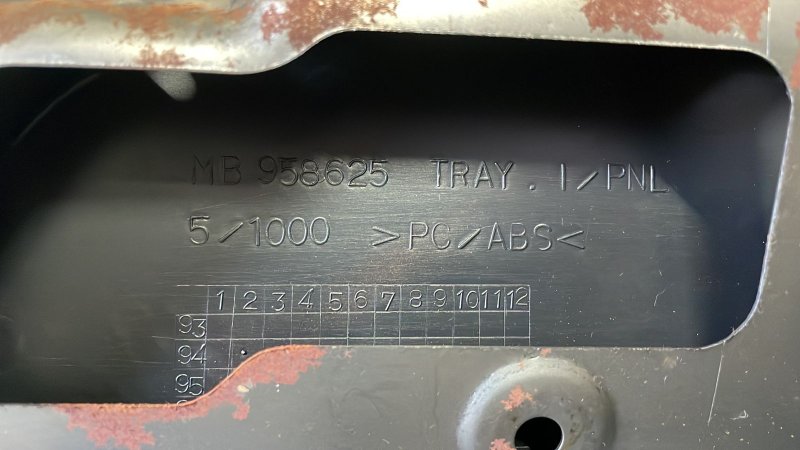 MB 958625 TRAY . I/PNL
5/1000 >PC/ABS<
1 2 3 4 5 6 7 8 9 10 11 12
93
94
95